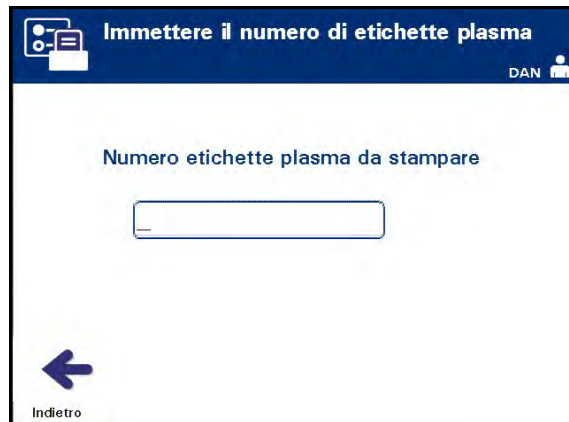 Immettere il numero di etichette plasma
DAN
Numero etichette plasma da stampare
Indietro